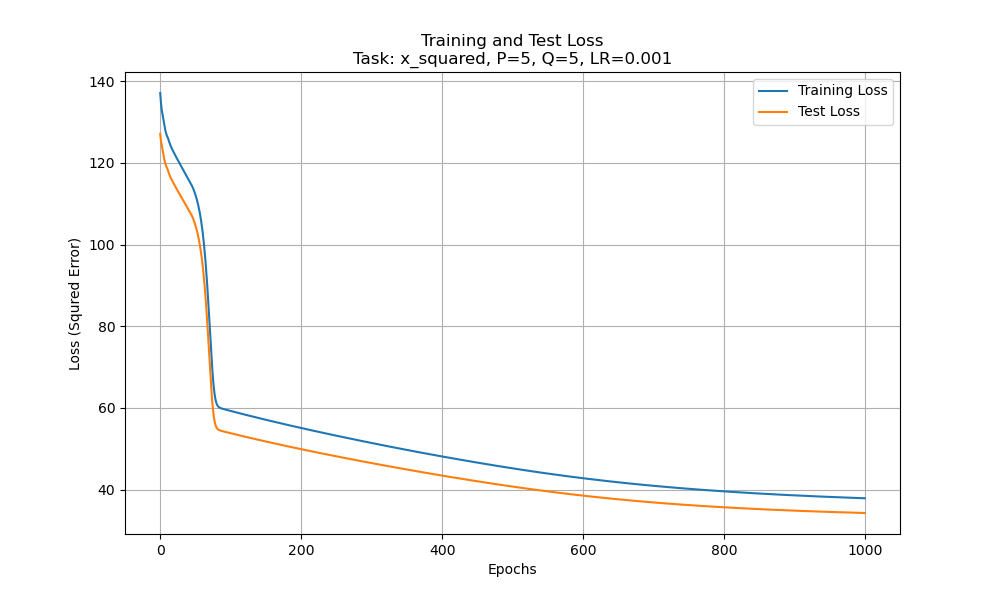 Training and Test Loss
Task: x_squared, P=5, Q=5, LR=0.001
Training Loss
Test Loss
Loss (Squred Error)
140
120
100
80
60
40
0
200
400
600
800
1000
Epochs